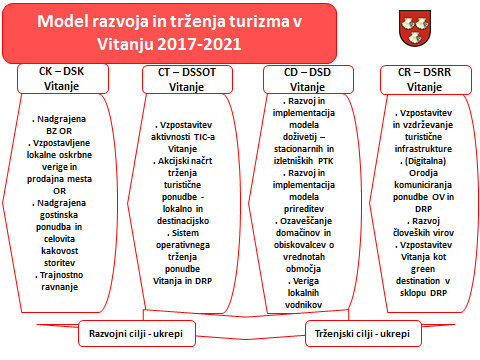 Model razvoja in trženja turizma v
Vitanju 2017-2021
CK – DSK
Vitanje
. Nadgrajena
BZ OR
. Vzpostavljene
lokalne oskrbne
verige in
prodajna mesta
OR
. Nadgrajena
gostinska
ponudba in
celovita
kakovost
storitev
. Trajnostno
ravnanje
CT – DSSOT
Vitanje
. Vzpostavitev
aktivnosti TIC-a
Vitanje
. Akcijski načrt
trženja
turistične
ponudbe -
lokalno in
destinacijsko
. Sistem
operativnega
trženja
ponudbe
Vitanja in DRP
CD – DSD
Vitanje
. Razvoj in
implementacija
modela
doživetij –
stacionarnih in
izletniških PTK
. Razvoj in
implementacija
modela
prireditev
. Ozaveščanje
domačinov in
obiskovalcev o
vrednotah
območja
. Veriga
lokalnih
vodnikov
CR – DSRR
Vitanje
. Vzpostavitev
in vzdrževanje
turistične
infrastrukture
. (Digitalna)
Orodja
komuniciranja
ponudbe OV in
DRP
. Razvoj
človeških virov
. Vzpostavitev
Vitanja kot
green
destination v
sklopu DRP
Razvojni cilji - ukrepi
Trženjski cilji - ukrepi